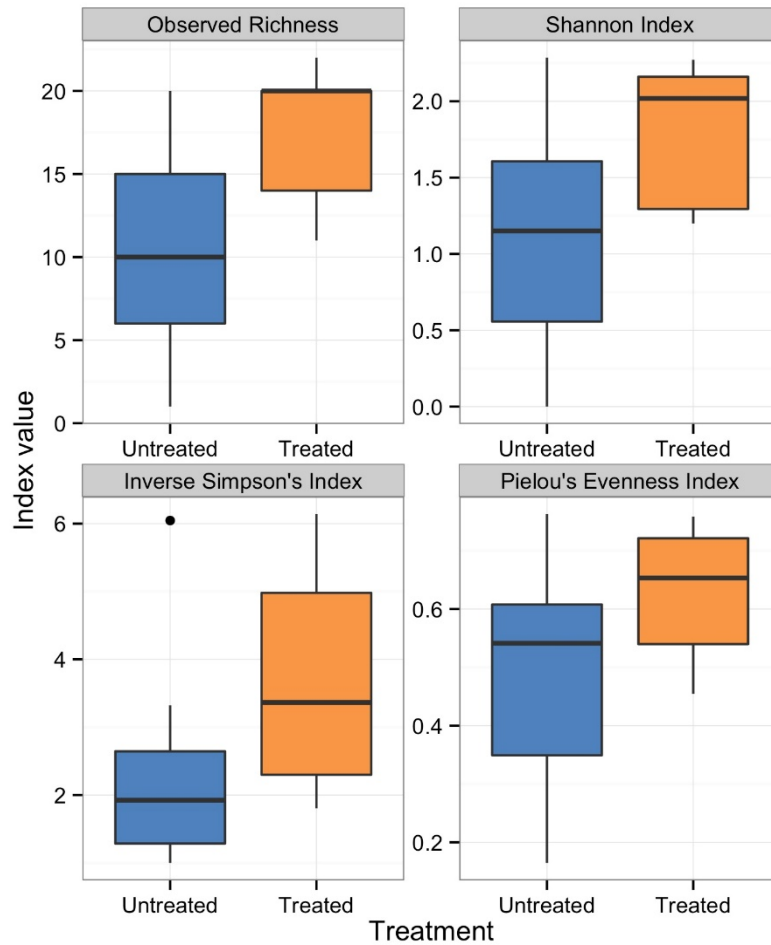 Observed Richness
Shannon Index
20
15
10
5
0
2.0
1.5
1.0
0.5
0.0
Untreated
Treated
Untreated
Treated
Index value
Inverse Simpson's Index
Pielou's Evenness Index
6
4
2
0.6
0.4
0.2
Untreated
Treated
Untreated
Treated
Treatment